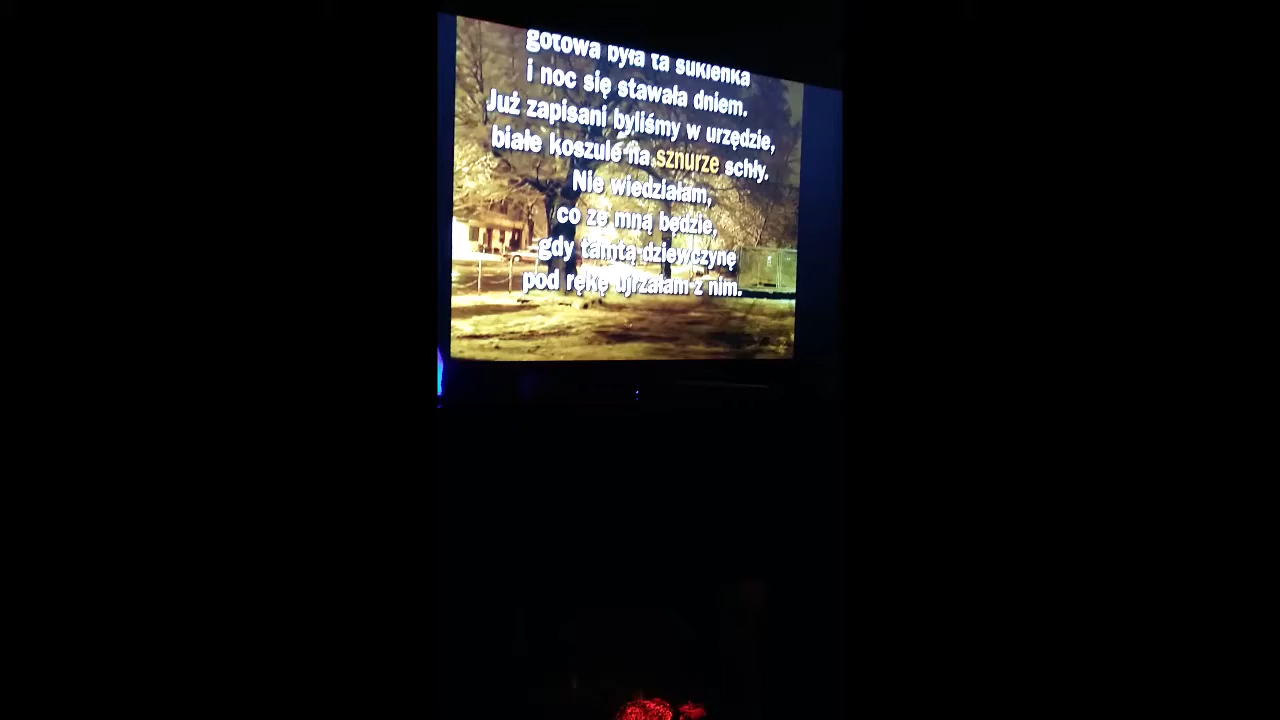 gotowa była ta sukienka
i noc się stawała dniem.
Już zapisani byliśmy w urzędzie,
białe koszule na sznurze schły.
Nie wiedziałam,
co ze mną będzie,
gdy tamtą dziewczynę
pod rękę ujrzałam z nim.